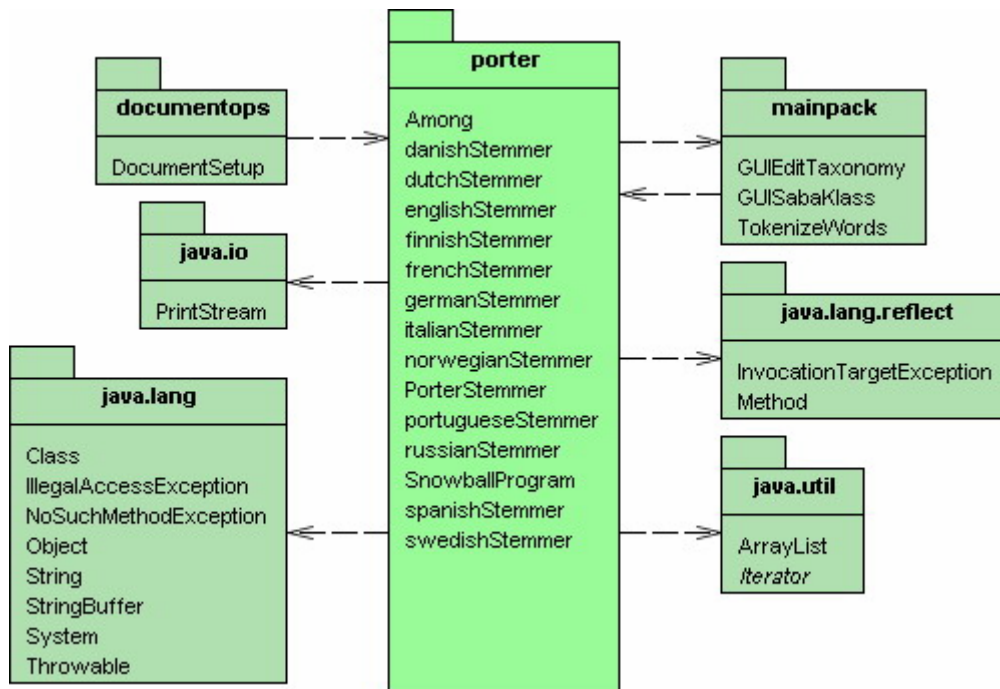 documentops
DocumentSetup
java.io
PrintStream
java.lang
Class
IllegalAccessException
NoSuchMethodException
Object
String
StringBuffer
System
Throwable
porter
Among
danishStemmer
dutchStemmer
englishStemmer
finnishStemmer
frenchStemmer
germanStemmer
italianStemmer
norwegianStemmer
PorterStemmer
portugueseStemmer
russianStemmer
SnowballProgram
spanishStemmer
swedishStemmer
mainpack
GUIEditTaxonomy
GUISabaKlass
TokenizeWords
java.lang.reflect
InvocationTargetException
Method
java.util
ArrayList
Iterator